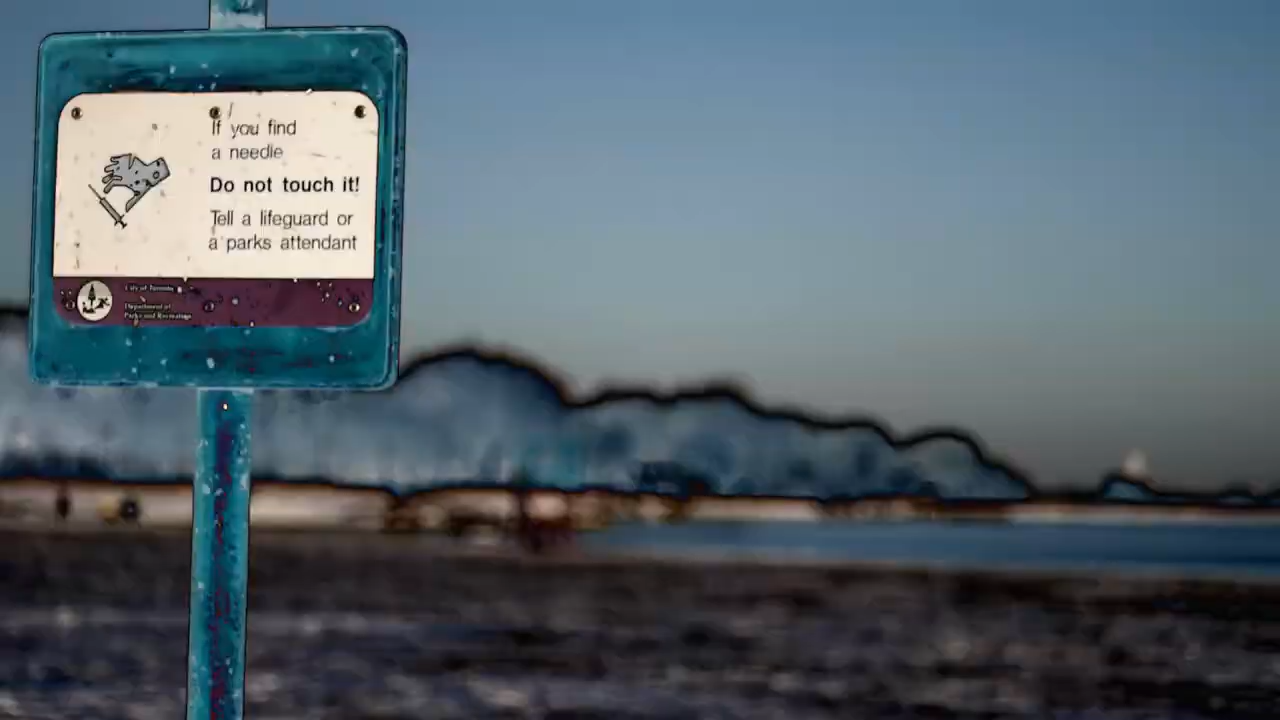 If you find
a needle
Do not touch it!
Tell a lifeguard or
a parks attendant
City of Toronto
Department of
Parks and Recreation